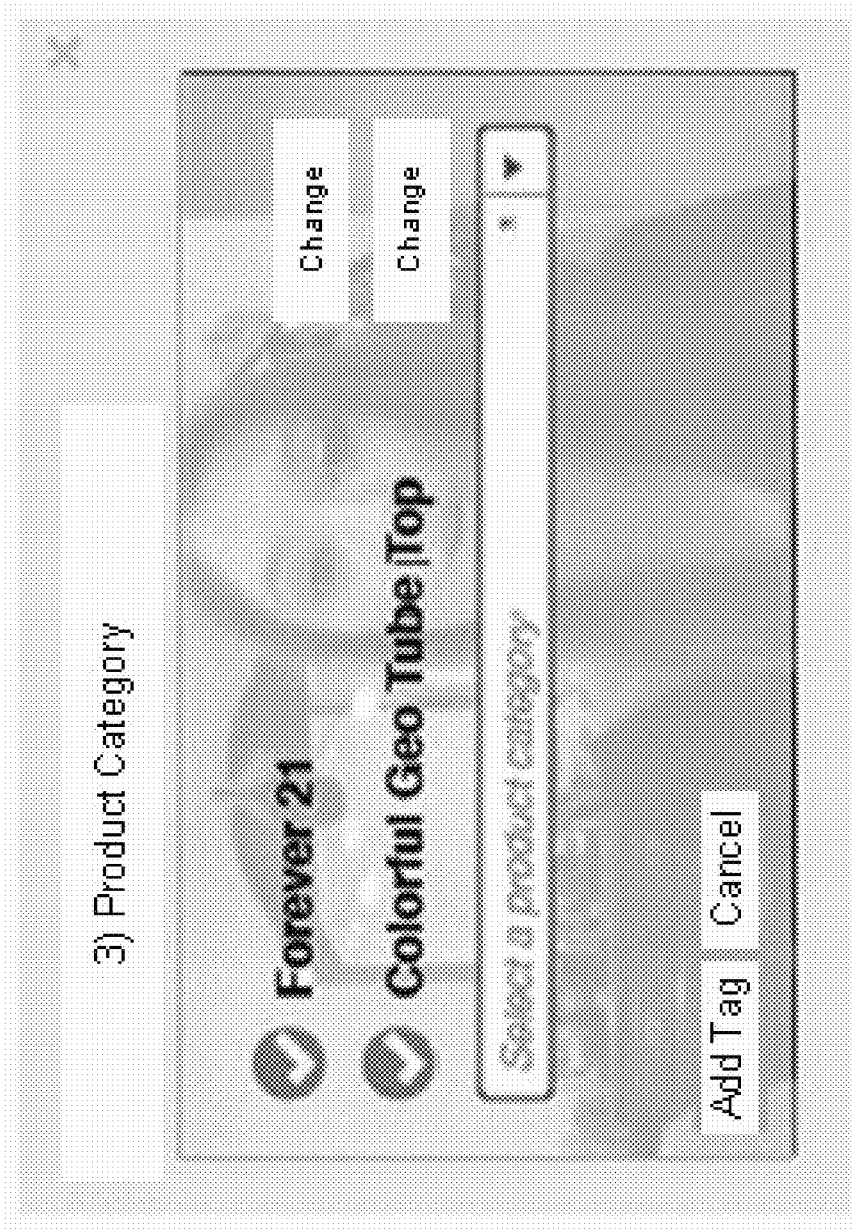 3) Product Category
Forever 21
Change
Colorful Geo Tube |Top
Change
Select a product category *
Add Tag | Cancel